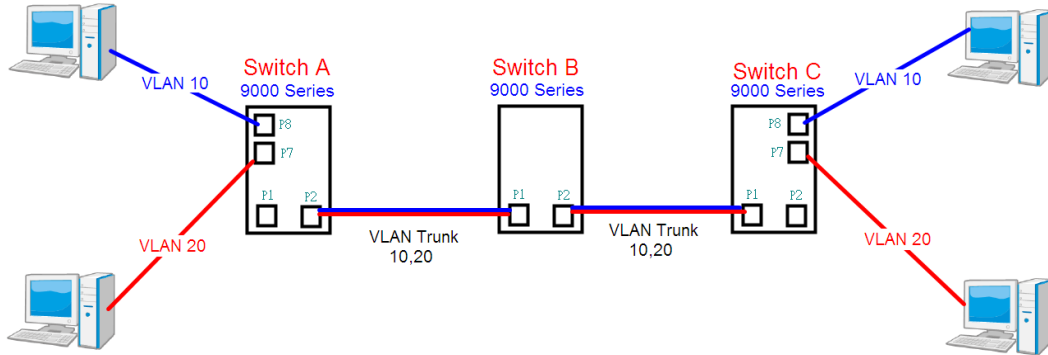 Switch A
9000 Series
Switch B
9000 Series
Switch C
9000 Series
VLAN 10
VLAN 10
P8
P7
P1
P2
P1
P2
P8
P7
P1
P2
VLAN 20
VLAN Trunk
10,20
VLAN Trunk
10,20
VLAN 20